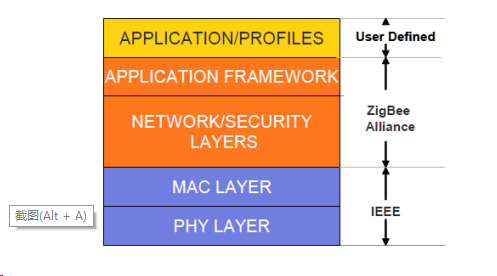 APPLICATION/PROFILES
User Defined
APPLICATION FRAMEWORK
NETWORK/SECURITY
LAYERS
ZigBee
Alliance
MAC LAYER
PHY LAYER
IEEE
截图(Alt + A)